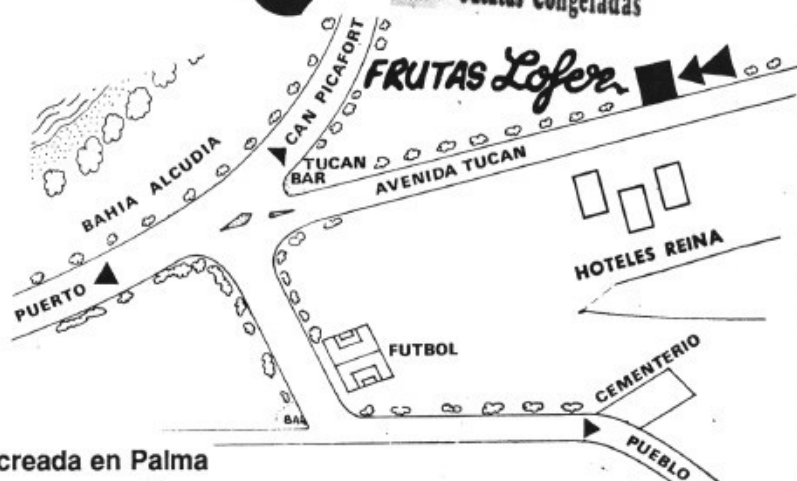 Congeladas
CAN PICAFORT
FRUTAS Lofer
TUCAN
BAR
AVENIDA TUCAN
BAHIA ALCUDIA
HOTELES REINA
PUERTO
FUTBOL
CEMENTERIO
BAR
PUEBLO
creada en Palma